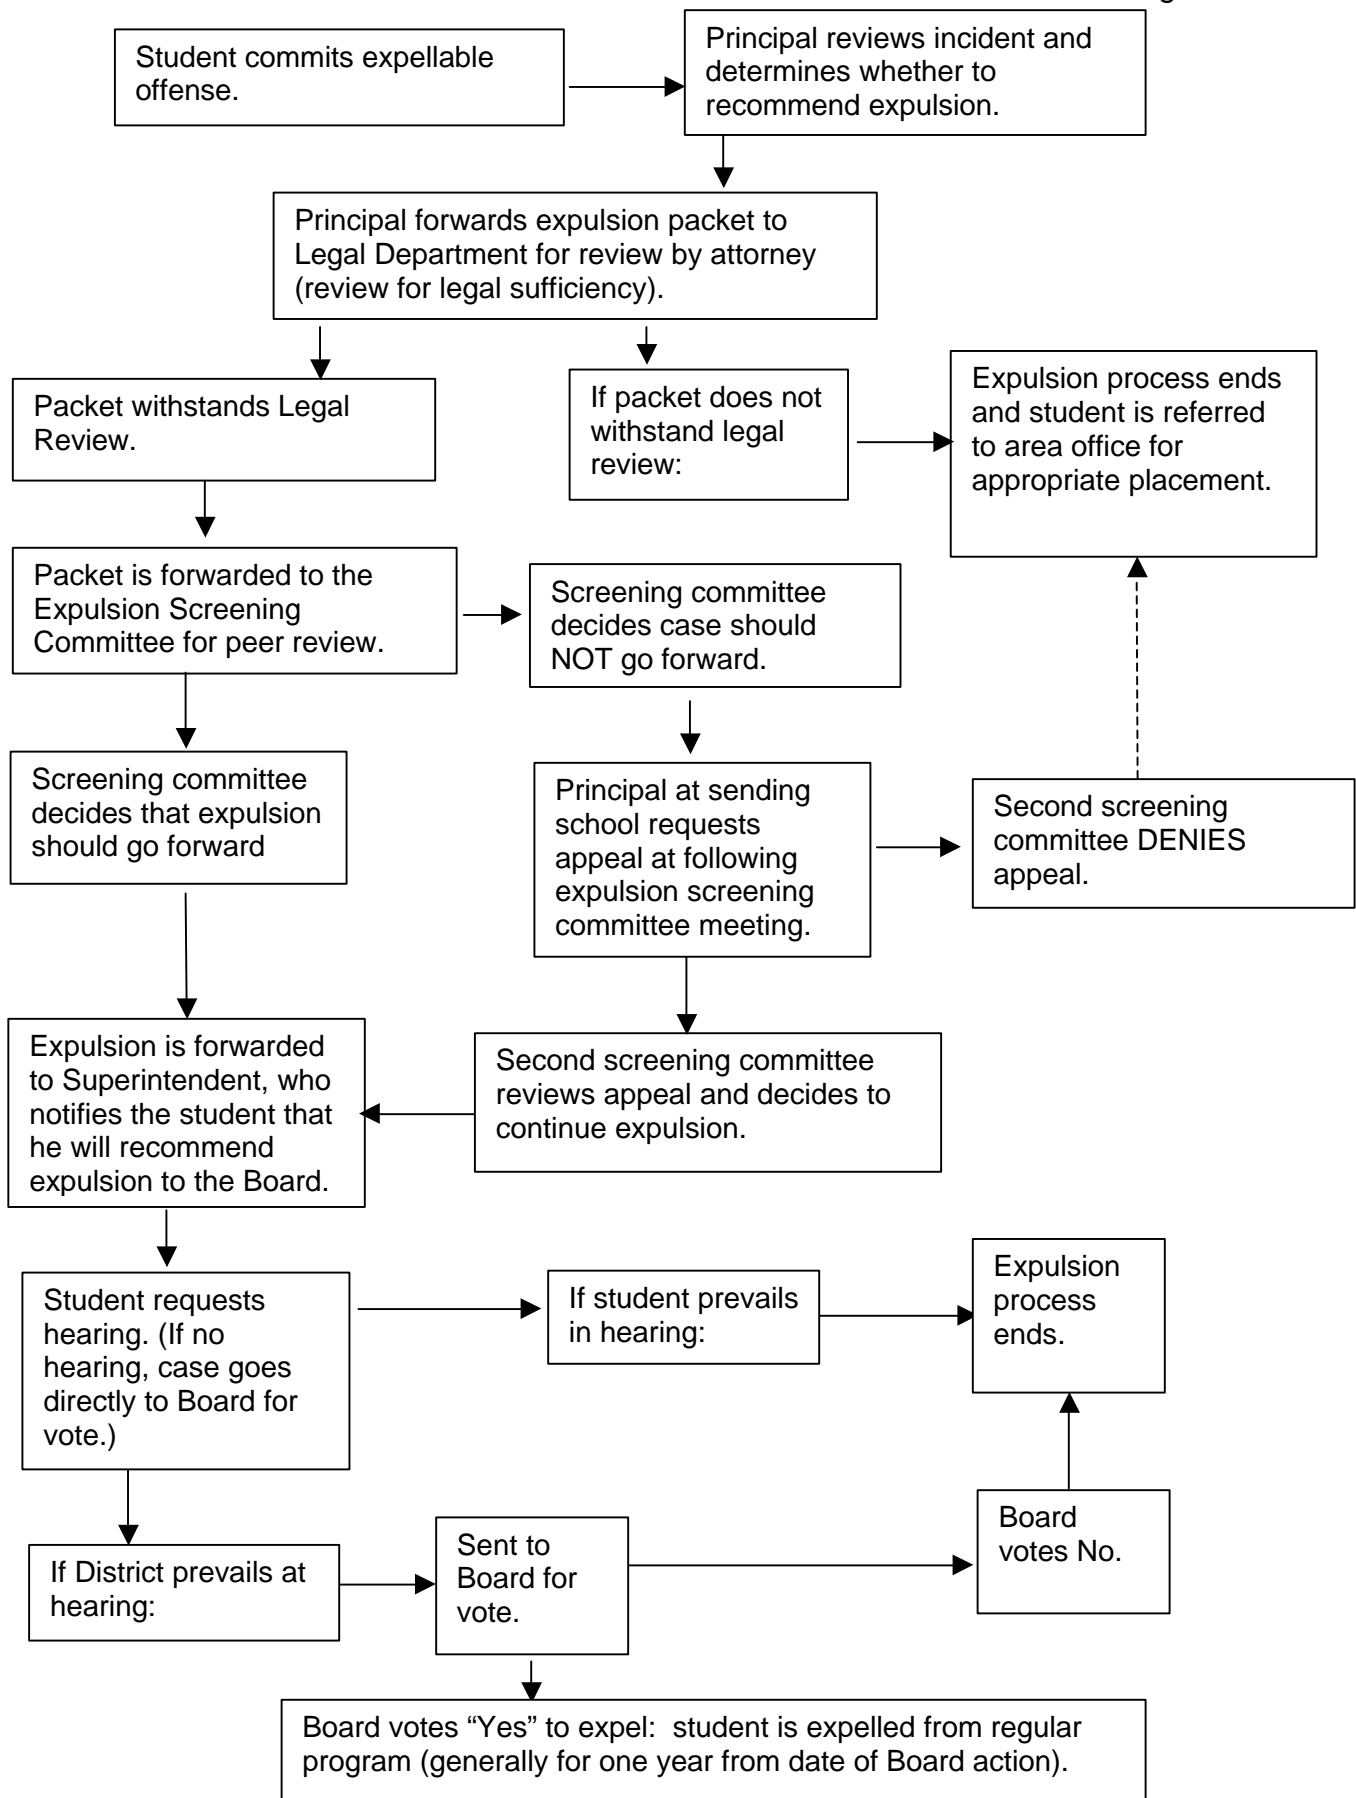 Student commits expellable
offense.
Principal reviews incident and
determines whether to
recommend expulsion.
Principal forwards expulsion packet to
Legal Department for review by attorney
(review for legal sufficiency).
Packet withstands Legal
Review.
If packet does not
withstand legal
review:
Expulsion process ends
and student is referred
to area office for
appropriate placement.
Packet is forwarded to the
Expulsion Screening
Committee for peer review.
Screening committee
decides case should
NOT go forward.
Screening committee
decides that expulsion
should go forward
Principal at sending
school requests
appeal at following
expulsion screening
committee meeting.
Second screening
committee DENIES
appeal.
Expulsion is forwarded
to Superintendent, who
notifies the student that
he will recommend
expulsion to the Board.
Second screening committee
reviews appeal and decides to
continue expulsion.
Student requests
hearing. (If no
hearing, case goes
directly to Board for
vote.)
If student prevails
in hearing:
Expulsion
process
ends.
If District prevails at
hearing:
Sent to
Board for
vote.
Board
votes No.
Board votes “Yes” to expel:  student is expelled from regular
program (generally for one year from date of Board action).